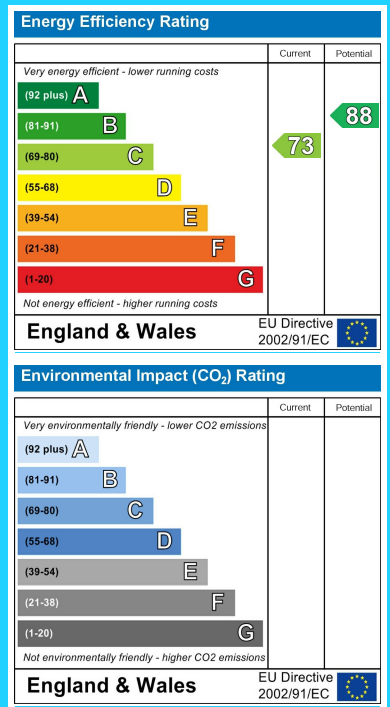 Energy Efficiency Rating
Current Potential
Very energy efficient - lower running costs
(92 plus) A
(81-91) B
(69-80) C
(55-68) D
(39-54) E
(21-38) F
(1-20) G
73
88
Not energy efficient - higher running costs
England & Wales
EU Directive
2002/91/EC
Environmental Impact (CO₂) Rating
Current Potential
Very environmentally friendly - lower CO2 emissions
(92 plus) A
(81-91) B
(69-80) C
(55-68) D
(39-54) E
(21-38) F
(1-20) G
Not environmentally friendly - higher CO2 emissions
England & Wales
EU Directive
2002/91/EC